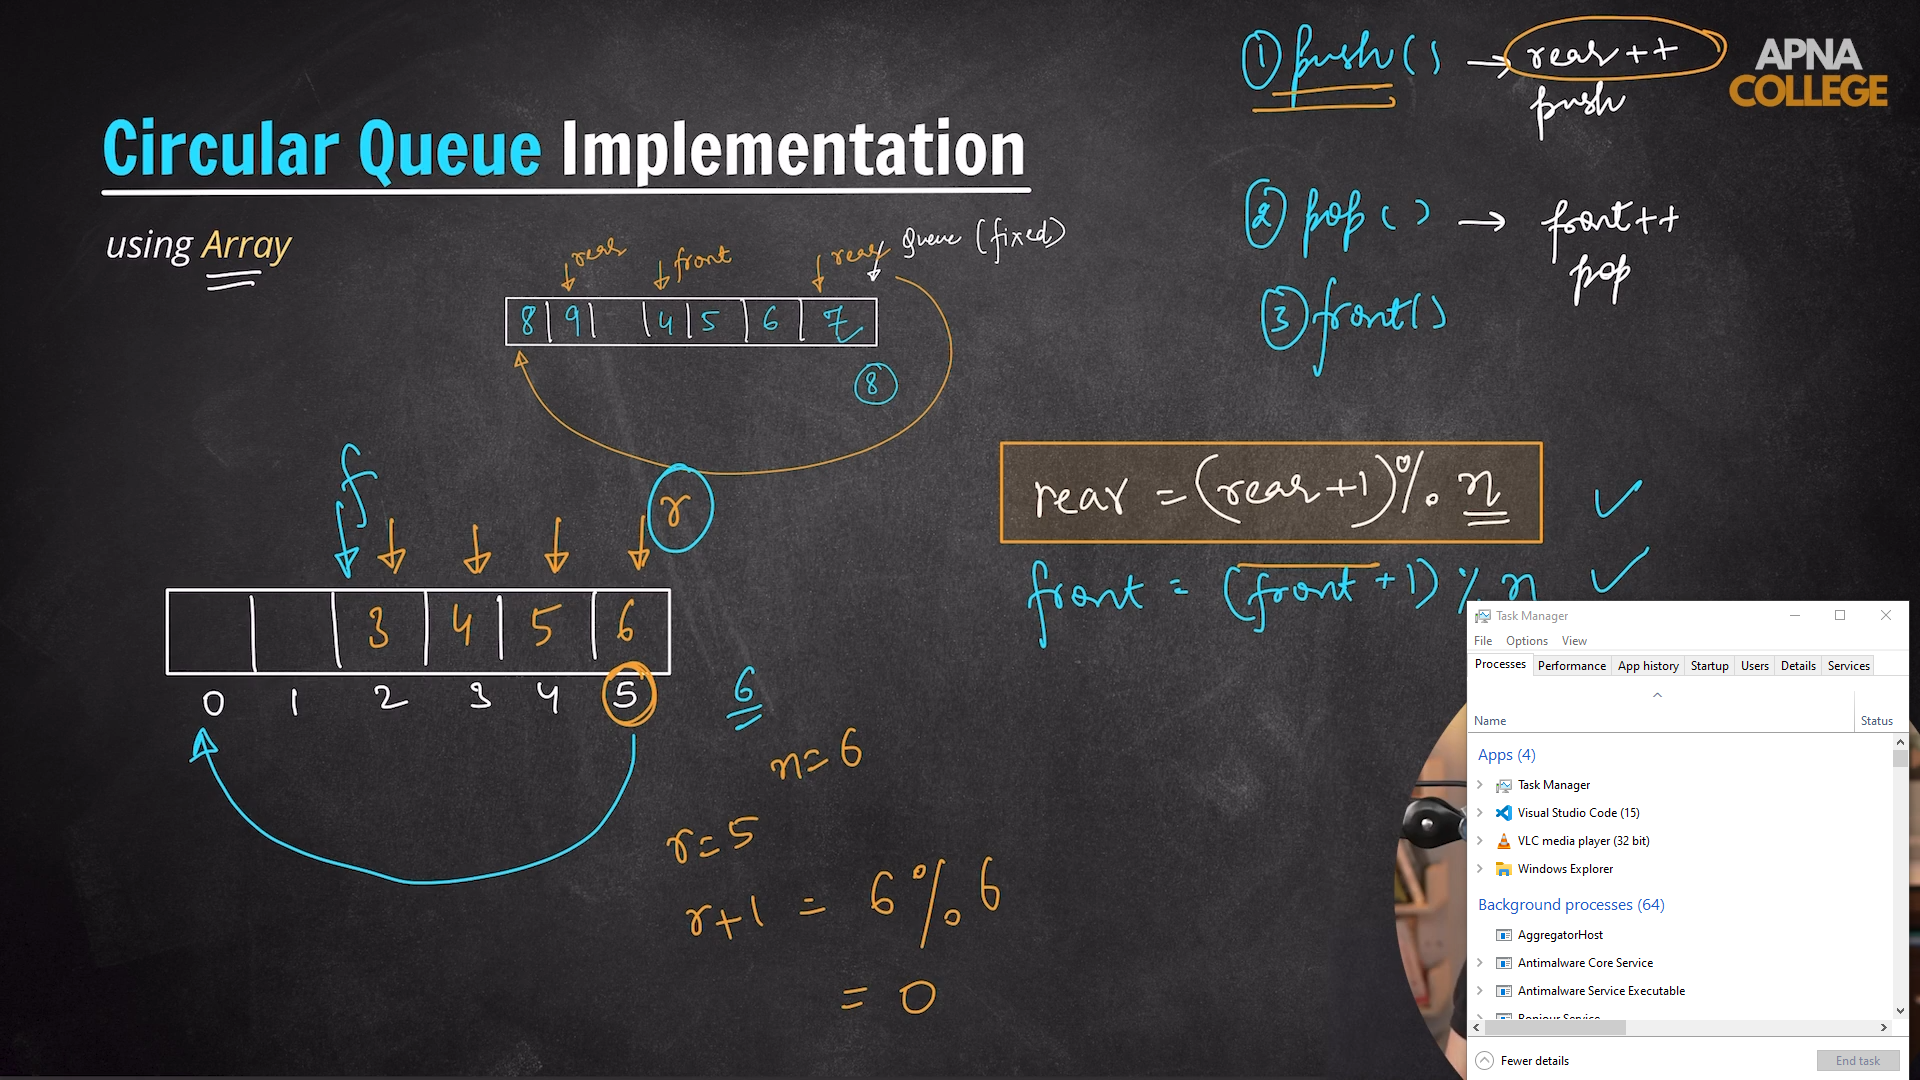 ① push() → rear++
push
APNA
COLLEGE
Circular Queue Implementation
② pop() → front++
pop
using Array
rear
front
rear
Queue (fixed)
8 9 4 5 6 7
③ front()
8
f
r
rear = (rear+1)% n
front = (front+1) % n
3 4 5 6
0 1 2 3 4 5
6
n=6
r=5
r+1 = 6%6
= 0
Task Manager
File Options View
Processes Performance App history Startup Users Details Services
Name Status
Apps (4)
Task Manager
Visual Studio Code (15)
VLC media player (32 bit)
Windows Explorer
Background processes (64)
AggregatorHost
Antimalware Core Service
Antimalware Service Executable
Bonjour Service
Fewer details End task